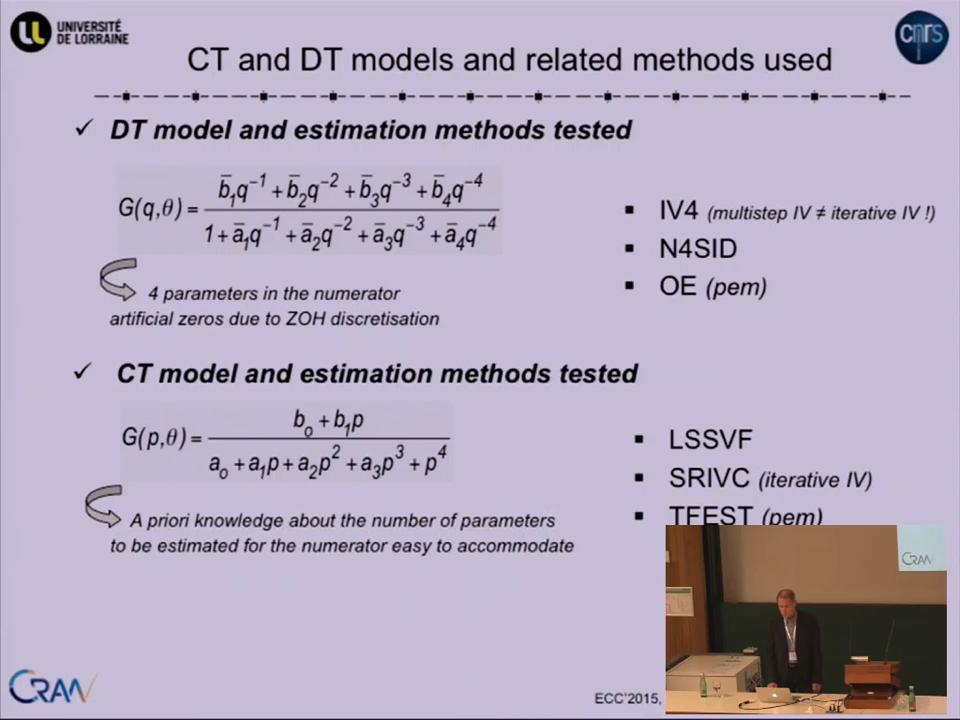 UNIVERSITÉ
DE LORRAINE
cnrs
CT and DT models and related methods used
✓ DT model and estimation methods tested
G(q,θ) = (b̄₁q⁻¹ + b̄₂q⁻² + b̄₃q⁻³ + b̄₄q⁻⁴) / (1 + ā₁q⁻¹ + ā₂q⁻² + ā₃q⁻³ + ā₄q⁻⁴)
▪ IV4 (multistep IV ≠ iterative IV !)
▪ N4SID
▪ OE (pem)
4 parameters in the numerator
artificial zeros due to ZOH discretisation
✓ CT model and estimation methods tested
G(p,θ) = (b₀ + b₁p) / (a₀ + a₁p + a₂p² + a₃p³ + p⁴)
▪ LSSVF
▪ SRIVC (iterative IV)
▪ TFEST (pem)
A priori knowledge about the number of parameters
to be estimated for the numerator easy to accommodate
CRAN
CRAN
ECC'2015,